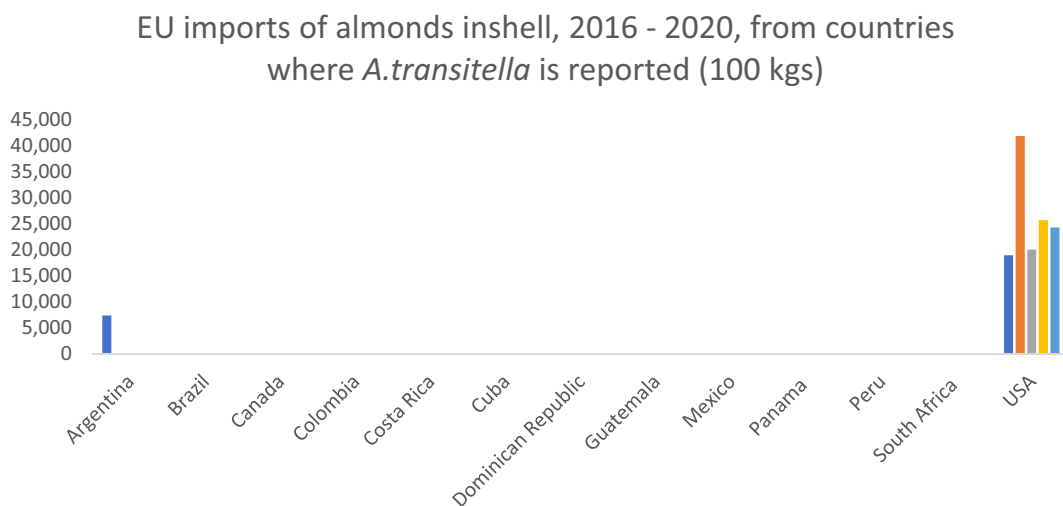 EU imports of almonds inshell, 2016 - 2020, from countries
where A.transitella is reported (100 kgs)
45,000
40,000
35,000
30,000
25,000
20,000
15,000
10,000
5,000
0
Argentina
Brazil
Canada
Colombia
Costa Rica
Cuba
Dominican Republic
Guatemala
Mexico
Panama
Peru
South Africa
USA